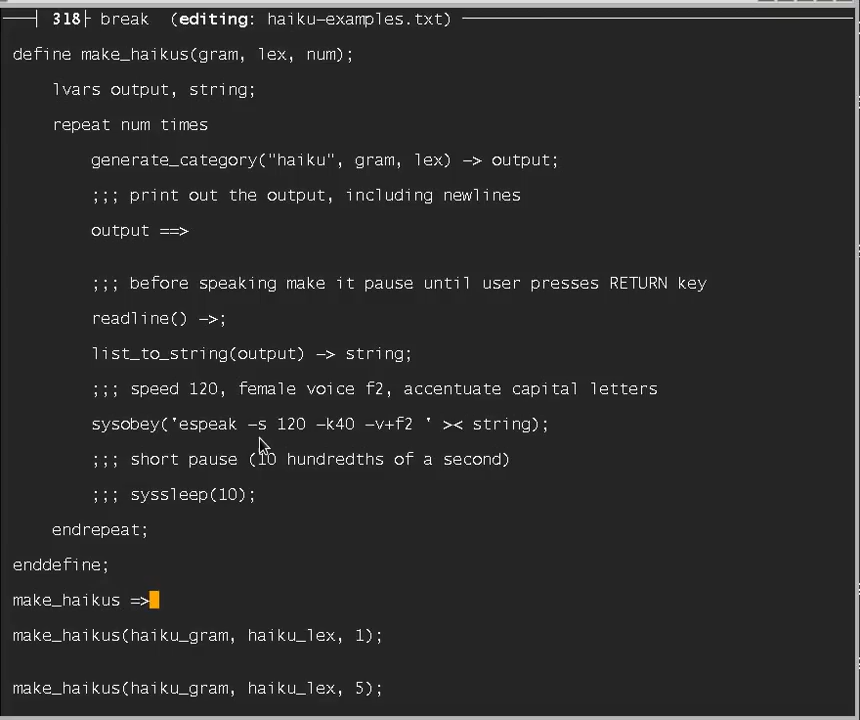 318 break (editing: haiku-examples.txt)
define make_haikus(gram, lex, num);
lvars output, string;
repeat num times
generate_category("haiku", gram, lex) -> output;
;;; print out the output, including newlines
output ==>
;;; before speaking make it pause until user presses RETURN key
readline() ->;
list_to_string(output) -> string;
;;; speed 120, female voice f2, accentuate capital letters
sysobey('espeak -s 120 -k40 -v+f2 ' >< string);
;;; short pause (10 hundredths of a second)
;;; syssleep(10);
endrepeat;
enddefine;
make_haikus =>
make_haikus(haiku_gram, haiku_lex, 1);
make_haikus(haiku_gram, haiku_lex, 5);